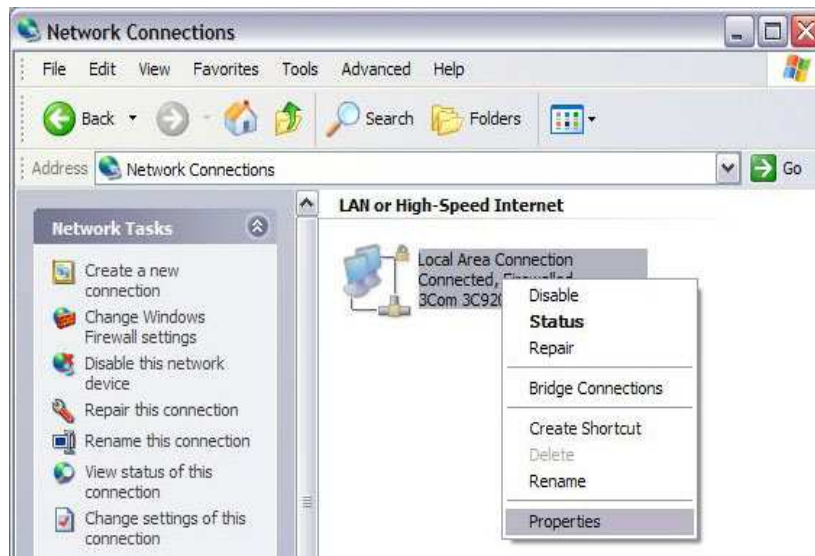 Network Connections
File Edit View Favorites Tools Advanced Help
Back Search Folders
Address Network Connections Go
Network Tasks
Create a new
connection
Change Windows
Firewall settings
Disable this network
device
Repair this connection
Rename this connection
View status of this
connection
Change settings of this
connection
LAN or High-Speed Internet
Local Area Connection
Connected,
3Com
Disable
Status
Repair
Bridge Connections
Create Shortcut
Delete
Rename
Properties